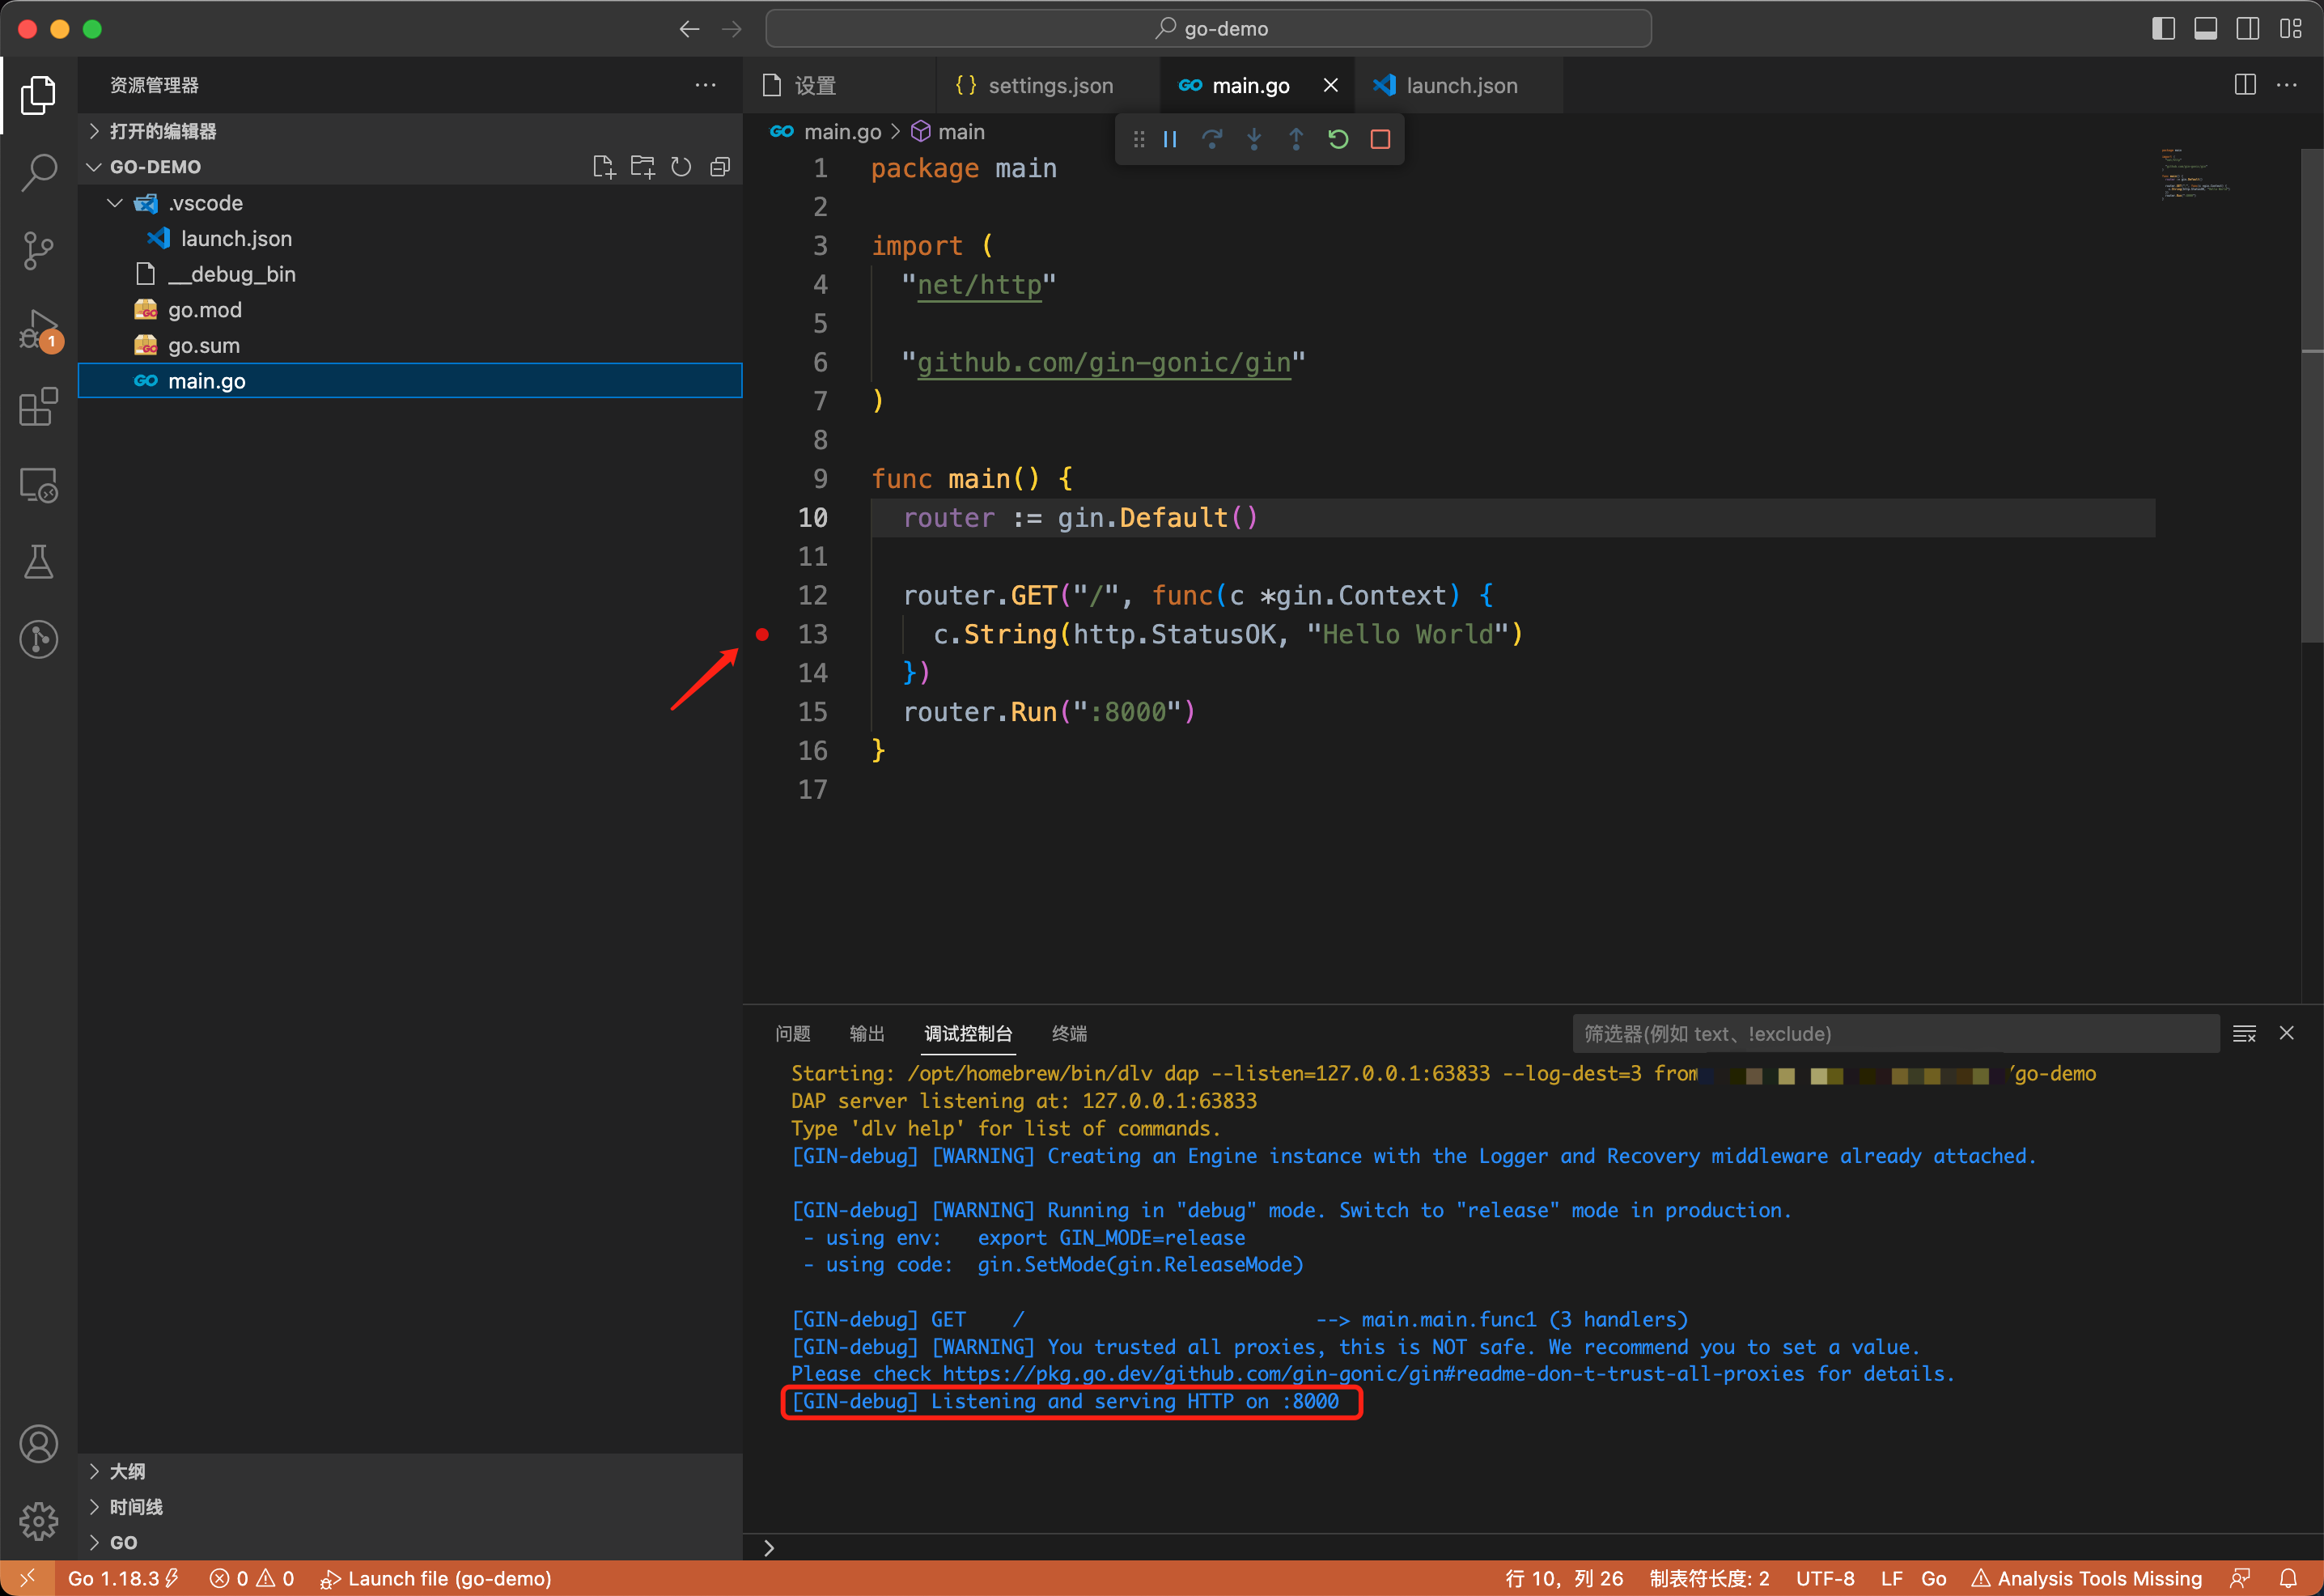 go-demo
资源管理器
打开的编辑器
GO-DEMO
.vscode
launch.json
__debug_bin
go.mod
go.sum
main.go
大纲
时间线
GO
1
设置
{} settings.json
GO main.go
launch.json
GO main.go > main
1 package main
2
3 import (
4 "net/http"
5
6 "github.com/gin-gonic/gin"
7 )
8
9 func main() {
10 router := gin.Default()
11
12 router.GET("/", func(c *gin.Context) {
13 c.String(http.StatusOK, "Hello World")
14 })
15 router.Run(":8000")
16 }
17
问题 输出 调试控制台 终端
筛选器(例如 text、!exclude)
Starting: /opt/homebrew/bin/dlv dap --listen=127.0.0.1:63833 --log-dest=3 from /go-demo
DAP server listening at: 127.0.0.1:63833
Type 'dlv help' for list of commands.
[GIN-debug] [WARNING] Creating an Engine instance with the Logger and Recovery middleware already attached.
[GIN-debug] [WARNING] Running in "debug" mode. Switch to "release" mode in production.
- using env: export GIN_MODE=release
- using code: gin.SetMode(gin.ReleaseMode)
[GIN-debug] GET / --> main.main.func1 (3 handlers)
[GIN-debug] [WARNING] You trusted all proxies, this is NOT safe. We recommend you to set a value.
Please check https://pkg.go.dev/github.com/gin-gonic/gin#readme-don-t-trust-all-proxies for details.
[GIN-debug] Listening and serving HTTP on :8000
Go 1.18.3 0 0 Launch file (go-demo) 行 10，列 26 制表符长度: 2 UTF-8 LF Go Analysis Tools Missing